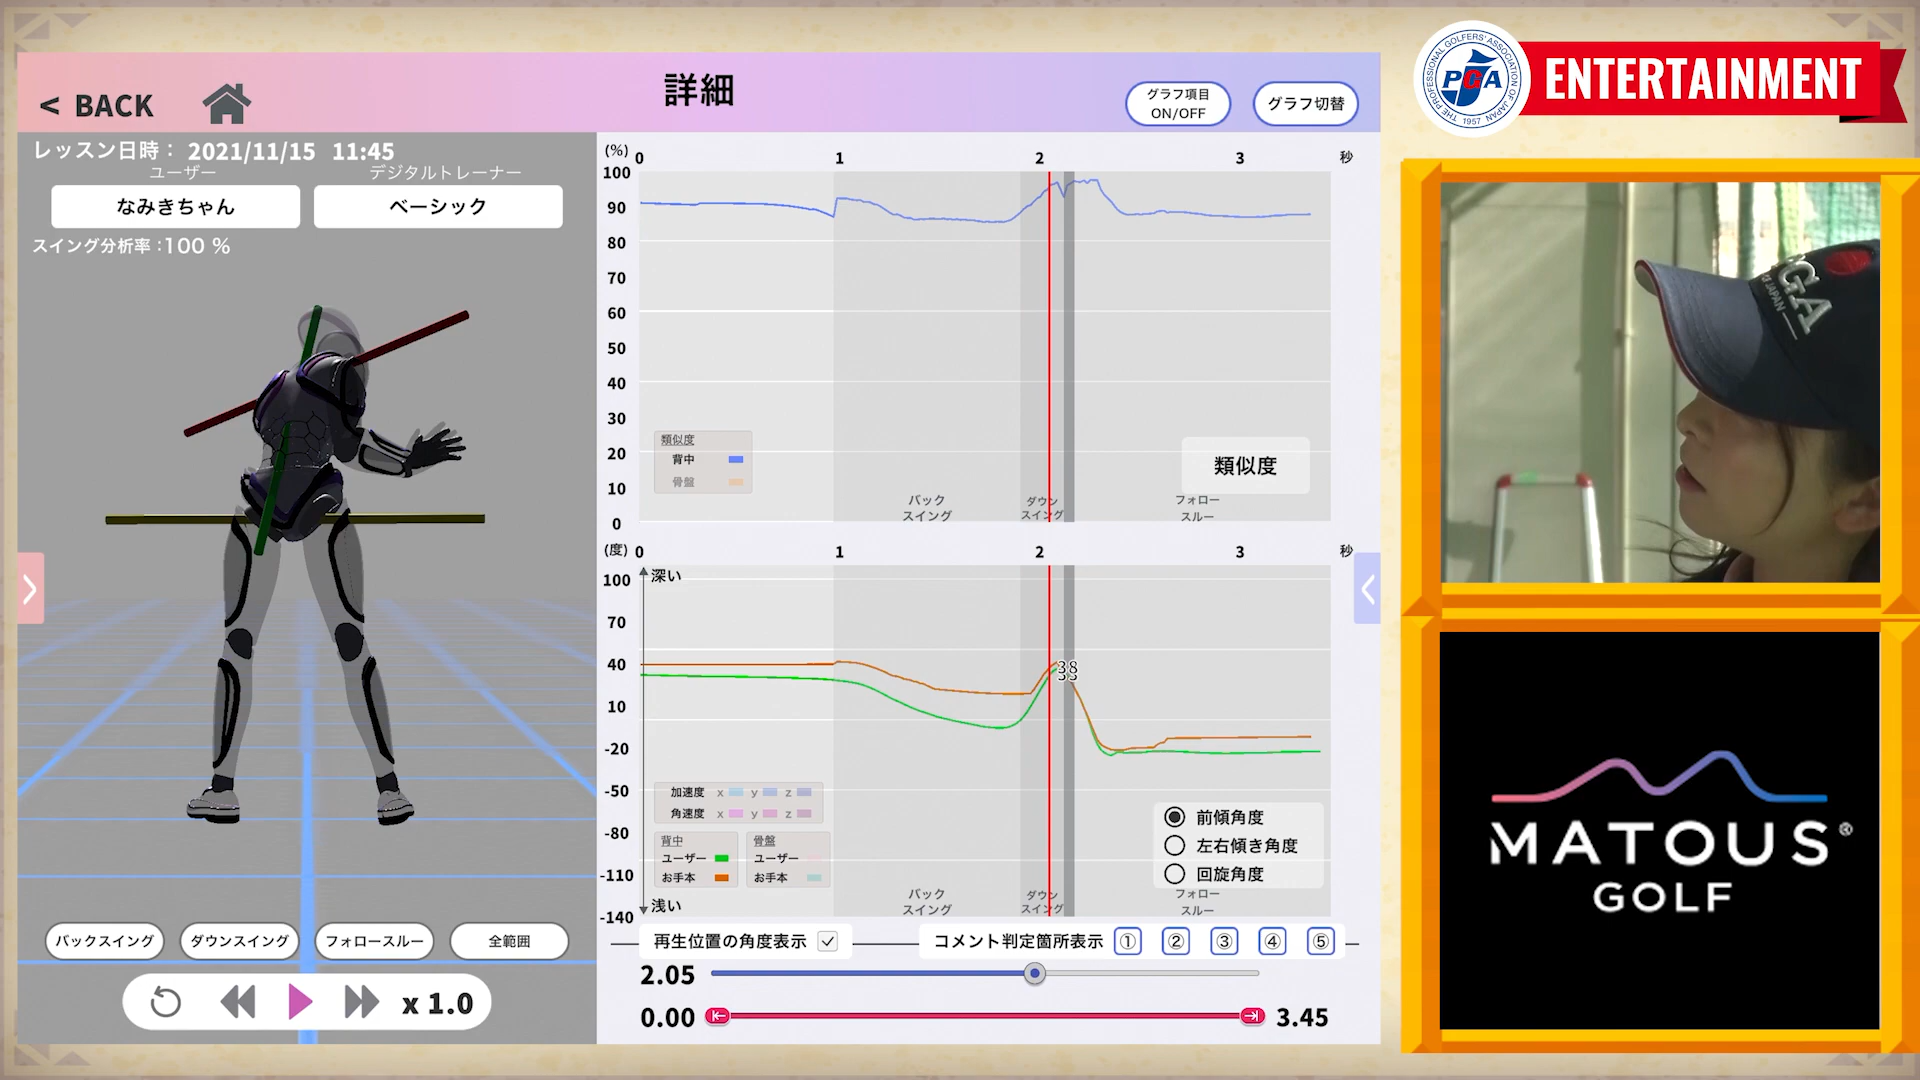 < BACK
詳細
グラフ項目
ON/OFF
グラフ切替
レッスン日時： 2021/11/15 11:45
ユーザー
デジタルトレーナー
なみきちゃん
ベーシック
スイング分析率 :100 %
(%) 0 1 2 3 秒
100
90
80
70
60
50
40
30
20
10
0
類似度
背中
骨盤
類似度
バック
スイング
ダウン
スイング
フォロー
スルー
(度) 0 1 2 3 秒
深い
100
70
40
10
-20
-50
-80
-110
-140
38
33
加速度 x y z
角速度 x y z
背中
ユーザー
お手本
骨盤
ユーザー
お手本
前傾角度
左右傾き角度
回旋角度
バック
スイング
ダウン
スイング
フォロー
スルー
浅い
バックスイング
ダウンスイング
フォロースルー
全範囲
x 1.0
再生位置の角度表示
コメント判定箇所表示 ① ② ③ ④ ⑤
2.05
0.00
3.45
THE PROFESSIONAL GOLFERS' ASSOCIATION OF JAPAN
PGA
1957
ENTERTAINMENT
PGA
JAPAN
MATOUS®
GOLF